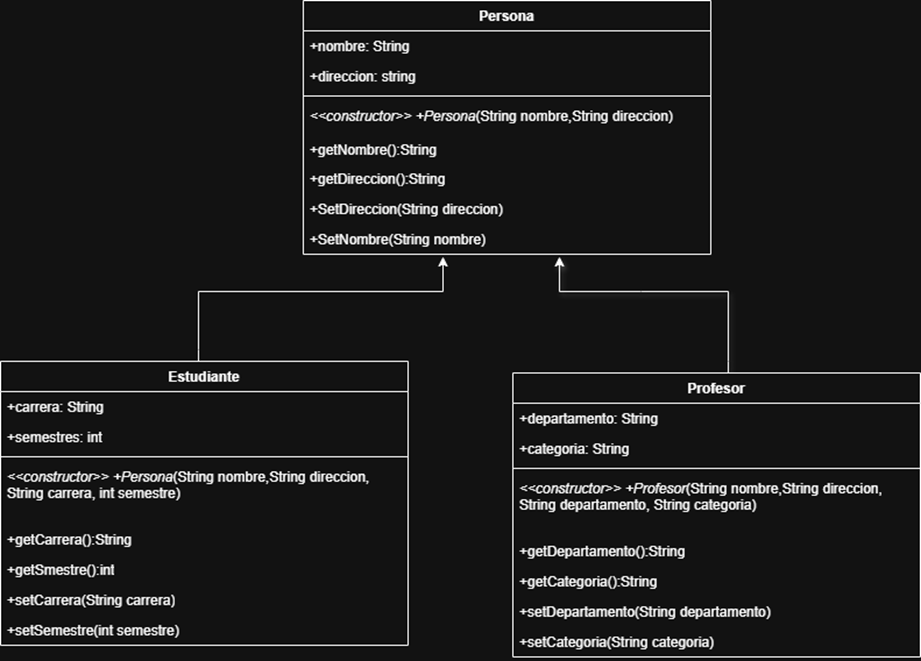 Persona
+nombre: String
+direccion: string
<<constructor>> +Persona(String nombre,String direccion)
+getNombre():String
+getDireccion():String
+SetDireccion(String direccion)
+SetNombre(String nombre)
Estudiante
+carrera: String
+semestres: int
<<constructor>> +Persona(String nombre,String direccion,
String carrera, int semestre)
+getCarrera():String
+getSmestre():int
+setCarrera(String carrera)
+setSemestre(int semestre)
Profesor
+departamento: String
+categoria: String
<<constructor>> +Profesor(String nombre,String direccion,
String departamento, String categoria)
+getDepartamento():String
+getCategoria():String
+setDepartamento(String departamento)
+setCategoria(String categoria)